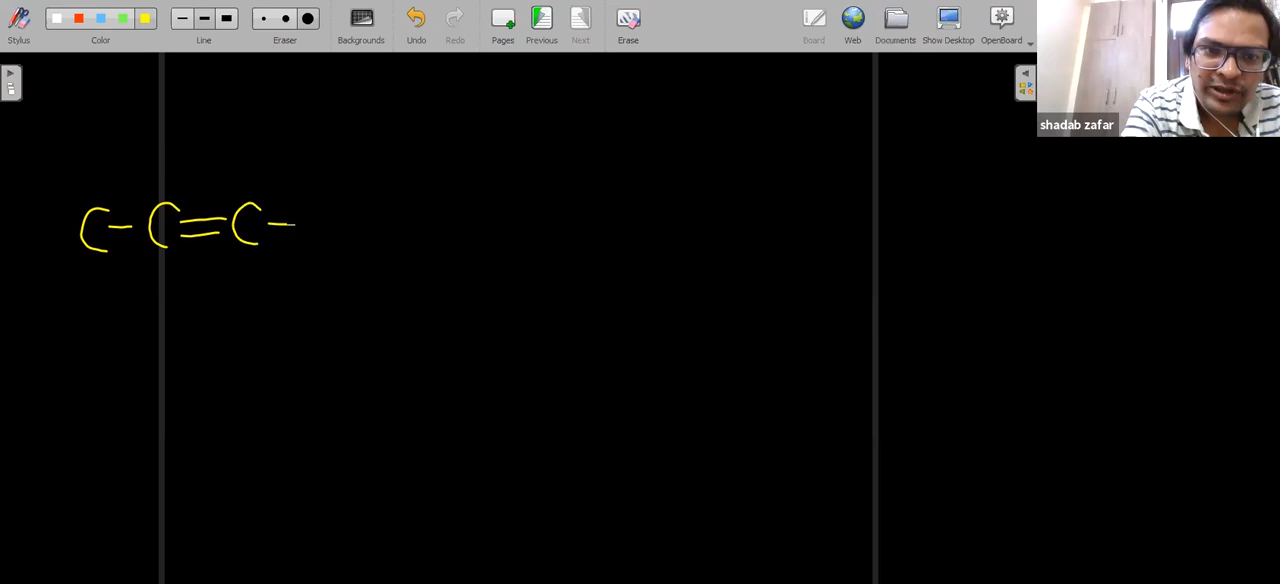 Stylus Color Line Eraser Backgrounds Undo Redo Pages Previous Next Erase Board Web Documents Show Desktop OpenBoard
shadab zafar
C - C = C -